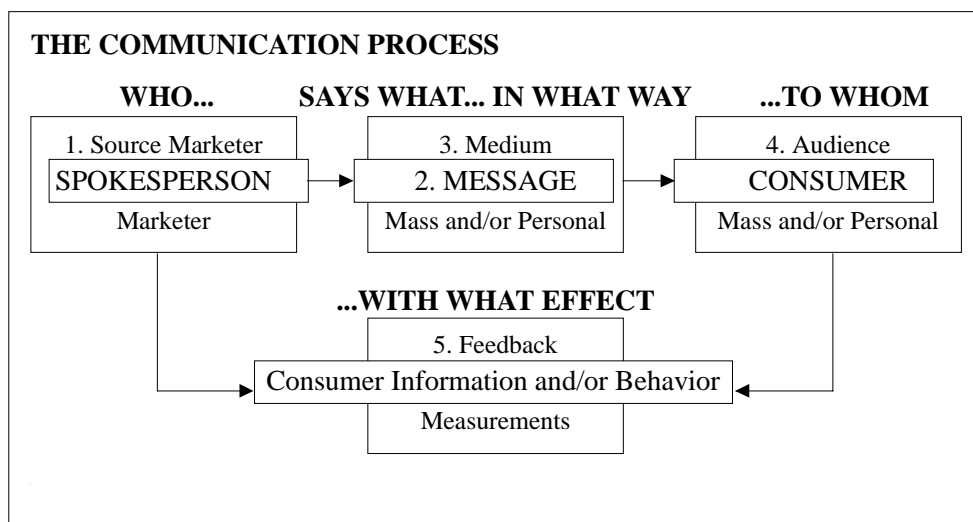 THE COMMUNICATION PROCESS
WHO... SAYS WHAT... IN WHAT WAY ...TO WHOM
1. Source Marketer
SPOKESPERSON
Marketer
3. Medium
2. MESSAGE
Mass and/or Personal
4. Audience
CONSUMER
Mass and/or Personal
...WITH WHAT EFFECT
5. Feedback
Consumer Information and/or Behavior
Measurements